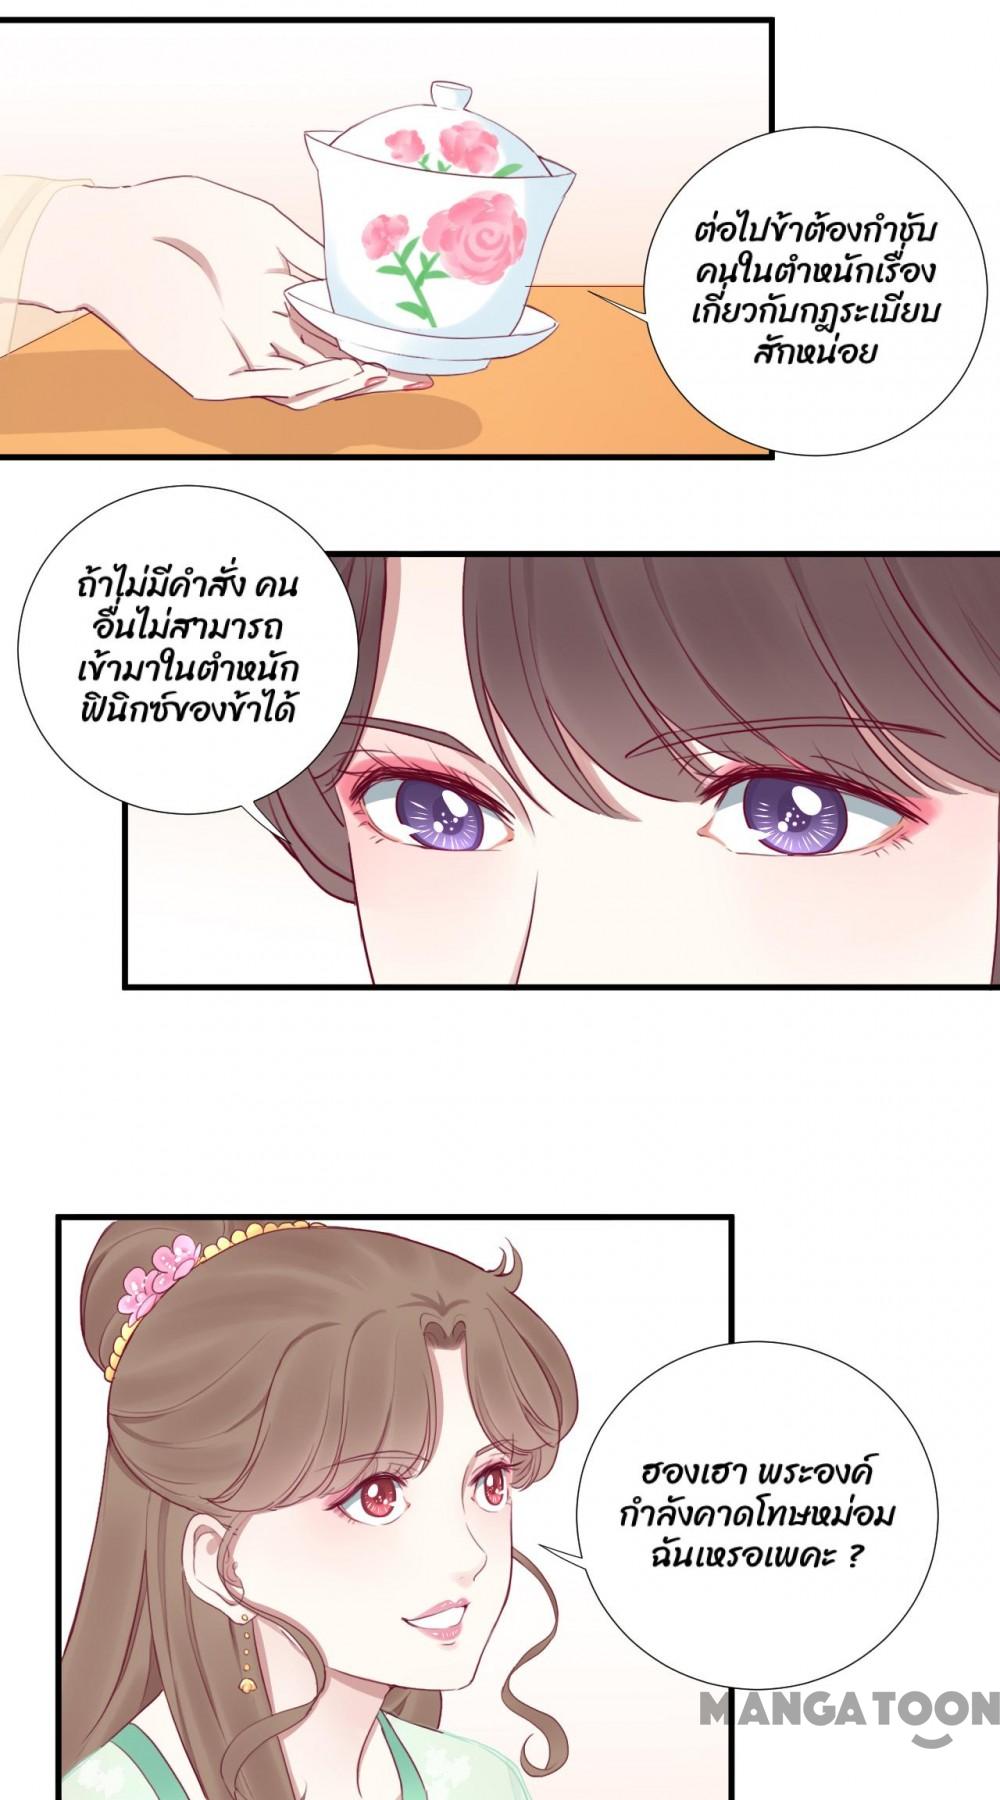 ต่อไปข้าต้องกำชับ
คนในตำหนักเรื่อง
เกี่ยวกับกฎระเบียบ
สักหน่อย
ถ้าไม่มีคำสั่ง คน
อื่นไม่สามารถ
เข้ามาในตำหนัก
ฟินิกซ์ของข้าได้
ฮองเฮา พระองค์
กำลังคาดโทษหม่อม
ฉันเหรอเพคะ ?
MANGATOON